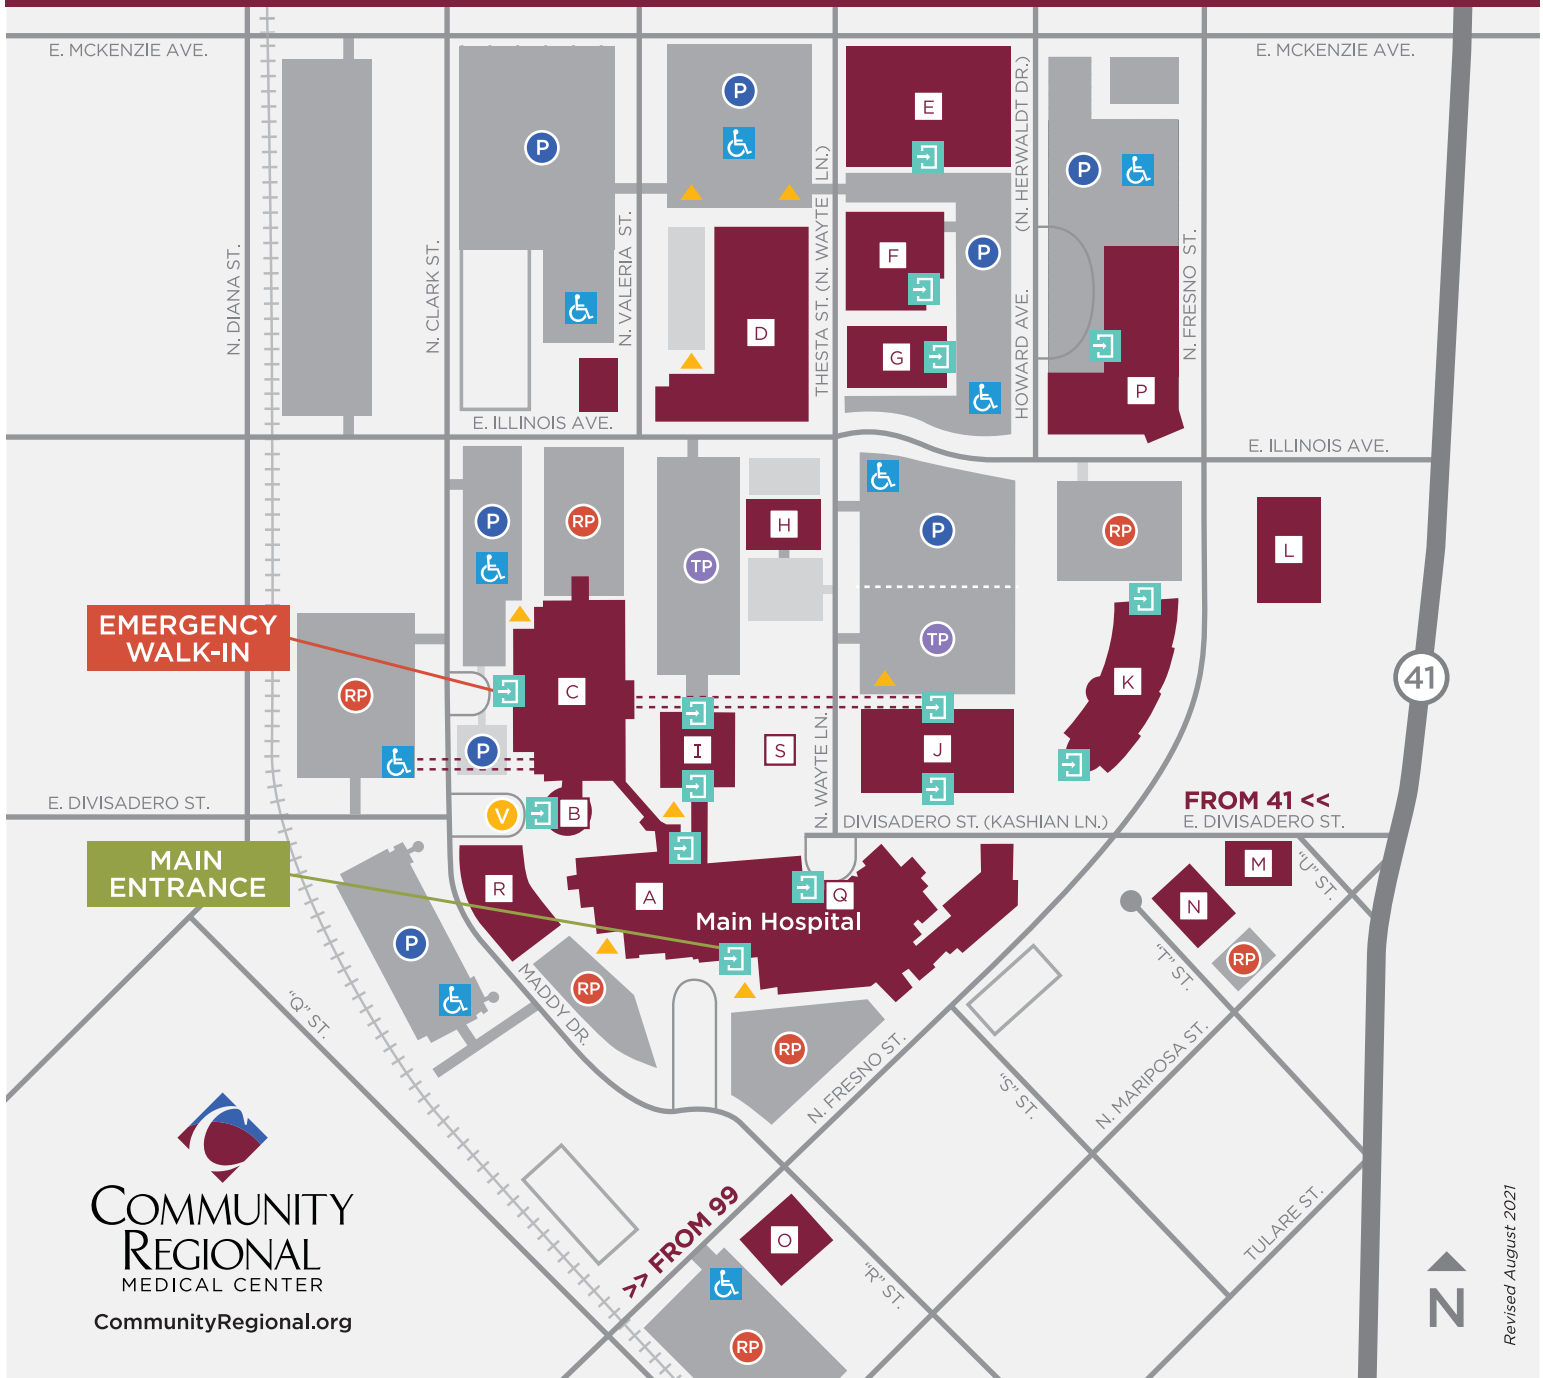 E. MCKENZIE AVE.
E. MCKENZIE AVE.
P
E
P
(N. HERWALDT DR.)
HOWARD AVE.
P
THESTA ST. (N. WAYTE LN.)
N. DIANA ST.
N. CLARK ST.
N. VALERIA ST.
N. FRESNO ST.
F
P
D
G
P
E. ILLINOIS AVE.
E. ILLINOIS AVE.
P
RP
H
P
RP
L
TP
EMERGENCY
WALK-IN
TP
RP
C
K
41
P
I
S
J
N. WAYTE LN.
E. DIVISADERO ST.
V
B
FROM 41 <<
DIVISADERO ST. (KASHIAN LN.)
E. DIVISADERO ST.
MAIN
ENTRANCE
R
A
Q
Main Hospital
M
"U" ST.
N
P
RP
"T" ST.
RP
MADDY DR.
"Q" ST.
RP
N. FRESNO ST.
"S" ST.
N. MARIPOSA ST.
COMMUNITY
REGIONAL
MEDICAL CENTER
CommunityRegional.org
>> FROM 99
O
"R" ST.
TULARE ST.
RP
N
Revised August 2021